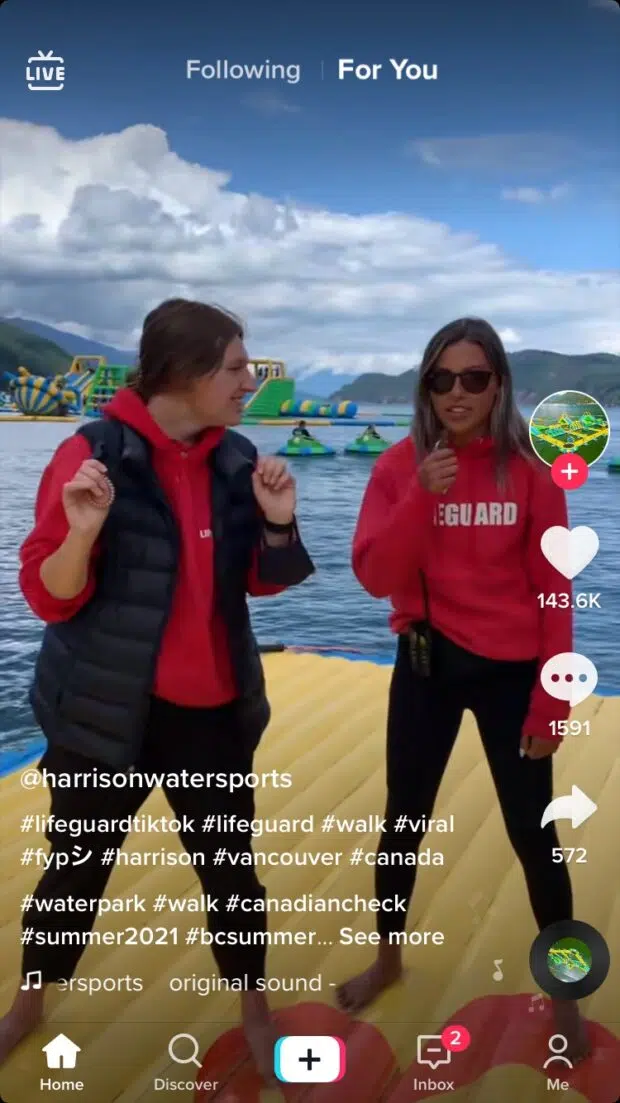 LIVE
Following | For You
EGUARD
143.6K
1591
@harrisonwatersports
#lifeguardtiktok #lifeguard #walk #viral
#fypシ #harrison #vancouver #canada
572
#waterpark #walk #canadiancheck
#summer2021 #bcsummer... See more
ersports original sound -
2
Home Discover Inbox Me